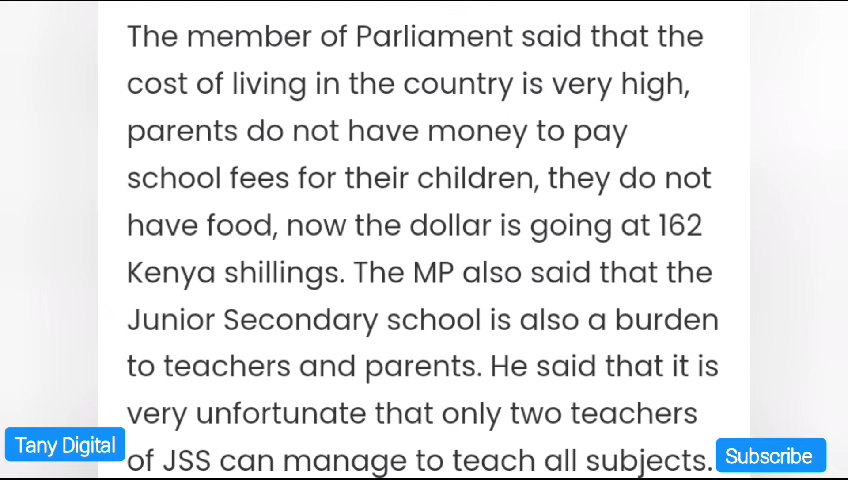 The member of Parliament said that the
cost of living in the country is very high,
parents do not have money to pay
school fees for their children, they do not
have food, now the dollar is going at 162
Kenya shillings. The MP also said that the
Junior Secondary school is also a burden
to teachers and parents. He said that it is
very unfortunate that only two teachers
of JSS can manage to teach all subjects.
Tany Digital
Subscribe